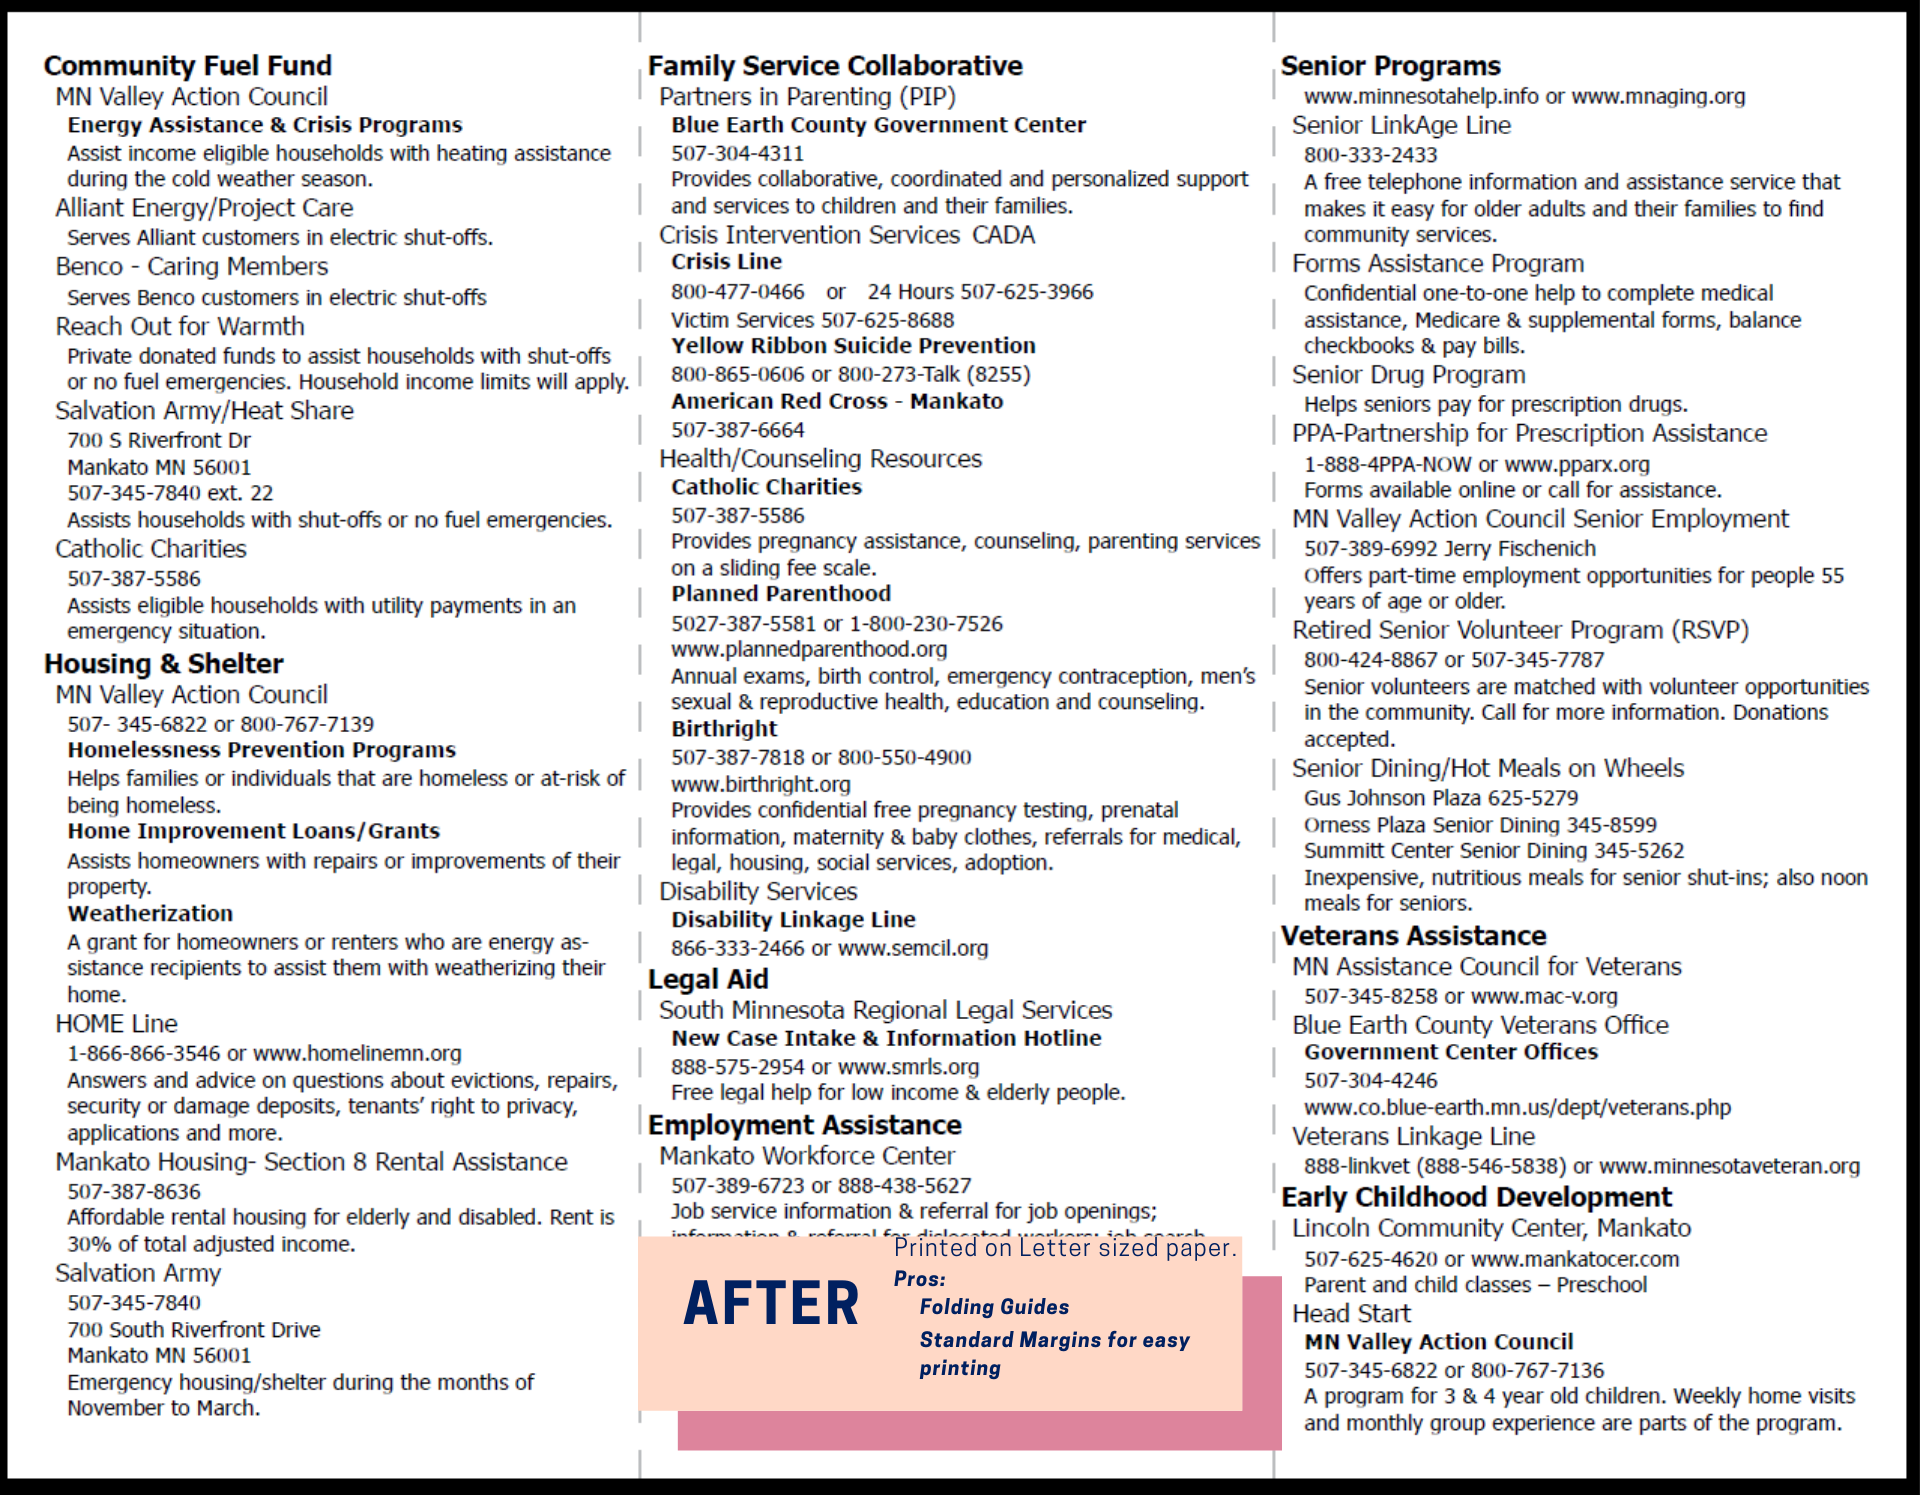 Community Fuel Fund
MN Valley Action Council
Energy Assistance & Crisis Programs
Assist income eligible households with heating assistance
during the cold weather season.
Alliant Energy/Project Care
Serves Alliant customers in electric shut-offs.
Benco - Caring Members
Serves Benco customers in electric shut-offs
Reach Out for Warmth
Private donated funds to assist households with shut-offs
or no fuel emergencies. Household income limits will apply.
Salvation Army/Heat Share
700 S Riverfront Dr
Mankato MN 56001
507-345-7840 ext. 22
Assists households with shut-offs or no fuel emergencies.
Catholic Charities
507-387-5586
Assists eligible households with utility payments in an
emergency situation.
Housing & Shelter
MN Valley Action Council
507- 345-6822 or 800-767-7139
Homelessness Prevention Programs
Helps families or individuals that are homeless or at-risk of
being homeless.
Home Improvement Loans/Grants
Assists homeowners with repairs or improvements of their
property.
Weatherization
A grant for homeowners or renters who are energy as-
sistance recipients to assist them with weatherizing their
home.
HOME Line
1-866-866-3546 or www.homelinemn.org
Answers and advice on questions about evictions, repairs,
security or damage deposits, tenants’ right to privacy,
applications and more.
Mankato Housing- Section 8 Rental Assistance
507-387-8636
Affordable rental housing for elderly and disabled. Rent is
30% of total adjusted income.
Salvation Army
507-345-7840
700 South Riverfront Drive
Mankato MN 56001
Emergency housing/shelter during the months of
November to March.
Family Service Collaborative
Partners in Parenting (PIP)
Blue Earth County Government Center
507-304-4311
Provides collaborative, coordinated and personalized support
and services to children and their families.
Crisis Intervention Services CADA
Crisis Line
800-477-0466 or 24 Hours 507-625-3966
Victim Services 507-625-8688
Yellow Ribbon Suicide Prevention
800-865-0606 or 800-273-Talk (8255)
American Red Cross - Mankato
507-387-6664
Health/Counseling Resources
Catholic Charities
507-387-5586
Provides pregnancy assistance, counseling, parenting services
on a sliding fee scale.
Planned Parenthood
5027-387-5581 or 1-800-230-7526
www.plannedparenthood.org
Annual exams, birth control, emergency contraception, men’s
sexual & reproductive health, education and counseling.
Birthright
507-387-7818 or 800-550-4900
www.birthright.org
Provides confidential free pregnancy testing, prenatal
information, maternity & baby clothes, referrals for medical,
legal, housing, social services, adoption.
Disability Services
Disability Linkage Line
866-333-2466 or www.semcil.org
Legal Aid
South Minnesota Regional Legal Services
New Case Intake & Information Hotline
888-575-2954 or www.smrls.org
Free legal help for low income & elderly people.
Employment Assistance
Mankato Workforce Center
507-389-6723 or 888-438-5627
Job service information & referral for job openings;
information & referral for dislocated workers; job search
AFTER
Printed on Letter sized paper.
Pros:
Folding Guides
Standard Margins for easy
printing
Senior Programs
www.minnesotahelp.info or www.mnaging.org
Senior LinkAge Line
800-333-2433
A free telephone information and assistance service that
makes it easy for older adults and their families to find
community services.
Forms Assistance Program
Confidential one-to-one help to complete medical
assistance, Medicare & supplemental forms, balance
checkbooks & pay bills.
Senior Drug Program
Helps seniors pay for prescription drugs.
PPA-Partnership for Prescription Assistance
1-888-4PPA-NOW or www.pparx.org
Forms available online or call for assistance.
MN Valley Action Council Senior Employment
507-389-6992 Jerry Fischenich
Offers part-time employment opportunities for people 55
years of age or older.
Retired Senior Volunteer Program (RSVP)
800-424-8867 or 507-345-7787
Senior volunteers are matched with volunteer opportunities
in the community. Call for more information. Donations
accepted.
Senior Dining/Hot Meals on Wheels
Gus Johnson Plaza 625-5279
Orness Plaza Senior Dining 345-8599
Summitt Center Senior Dining 345-5262
Inexpensive, nutritious meals for senior shut-ins; also noon
meals for seniors.
Veterans Assistance
MN Assistance Council for Veterans
507-345-8258 or www.mac-v.org
Blue Earth County Veterans Office
Government Center Offices
507-304-4246
www.co.blue-earth.mn.us/dept/veterans.php
Veterans Linkage Line
888-linkvet (888-546-5838) or www.minnesotaveteran.org
Early Childhood Development
Lincoln Community Center, Mankato
507-625-4620 or www.mankatocer.com
Parent and child classes – Preschool
Head Start
MN Valley Action Council
507-345-6822 or 800-767-7136
A program for 3 & 4 year old children. Weekly home visits
and monthly group experience are parts of the program.